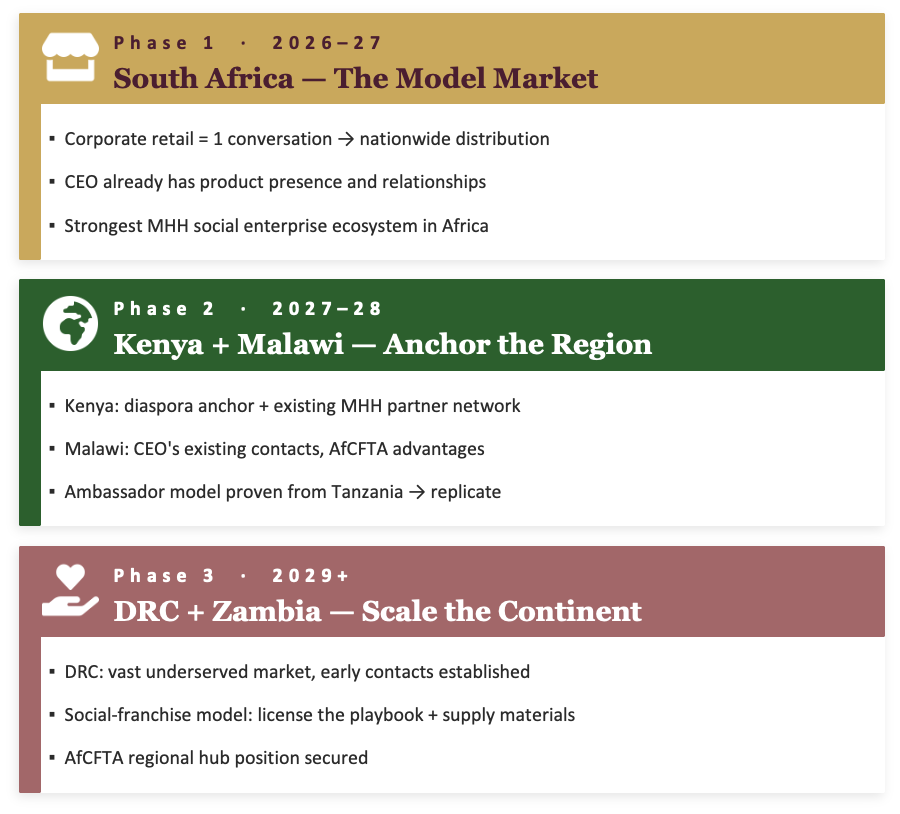 Phase 1 · 2026–27
South Africa — The Model Market
▪ Corporate retail = 1 conversation → nationwide distribution
▪ CEO already has product presence and relationships
▪ Strongest MHH social enterprise ecosystem in Africa
Phase 2 · 2027–28
Kenya + Malawi — Anchor the Region
▪ Kenya: diaspora anchor + existing MHH partner network
▪ Malawi: CEO's existing contacts, AfCFTA advantages
▪ Ambassador model proven from Tanzania → replicate
Phase 3 · 2029+
DRC + Zambia — Scale the Continent
▪ DRC: vast underserved market, early contacts established
▪ Social-franchise model: license the playbook + supply materials
▪ AfCFTA regional hub position secured